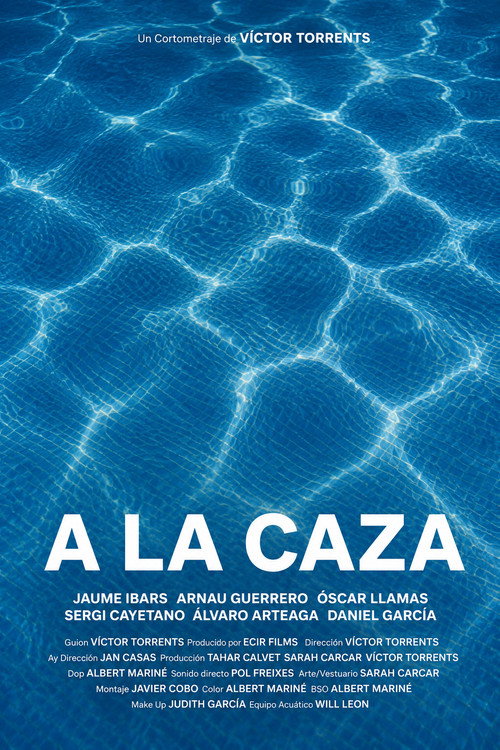 Un Cortometraje de VÍCTOR TORRENTS
A LA CAZA
JAUME IBARS ARNAU GUERRERO ÓSCAR LLAMAS
SERGI CAYETANO ÁLVARO ARTEAGA DANIEL GARCÍA
Guion VÍCTOR TORRENTS Producido por ECIR FILMS Dirección VÍCTOR TORRENTS
Ay Dirección JAN CASAS Producción TAHAR CALVET SARAH CARCAR VÍCTOR TORRENTS
Dop ALBERT MARINÉ Sonido directo POL FREIXES Arte/Vestuario SARAH CARCAR
Montaje JAVIER COBO Color ALBERT MARINÉ BSO ALBERT MARINÉ
Make Up JUDITH GARCÍA Equipo Acuático WILL LEON